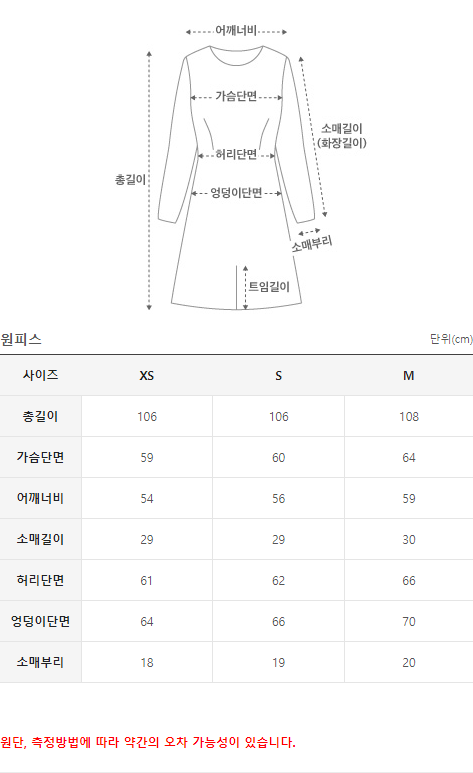 어깨너비
가슴단면
소매길이
(화장길이)
허리단면
총길이
엉덩이단면
소매부리
트임길이
원피스 단위(cm)
사이즈 XS S M
총길이 106 106 108
가슴단면 59 60 64
어깨너비 54 56 59
소매길이 29 29 30
허리단면 61 62 66
엉덩이단면 64 66 70
소매부리 18 19 20
원단, 측정방법에 따라 약간의 오차 가능성이 있습니다.